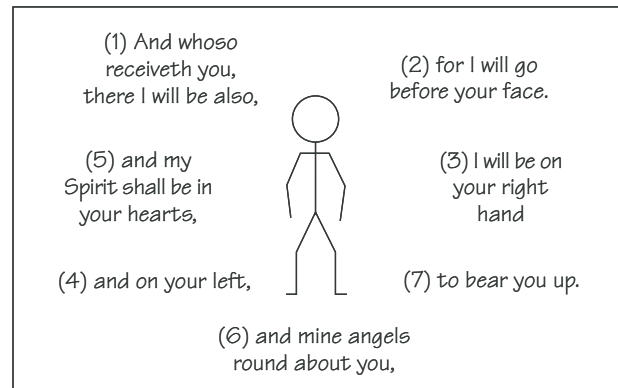 (1) And whoso
receiveth you,
there I will be also,
(2) for I will go
before your face.
(3) I will be on
your right
hand
(4) and on your left,
(5) and my
Spirit shall be in
your hearts,
(6) and mine angels
round about you,
(7) to bear you up.